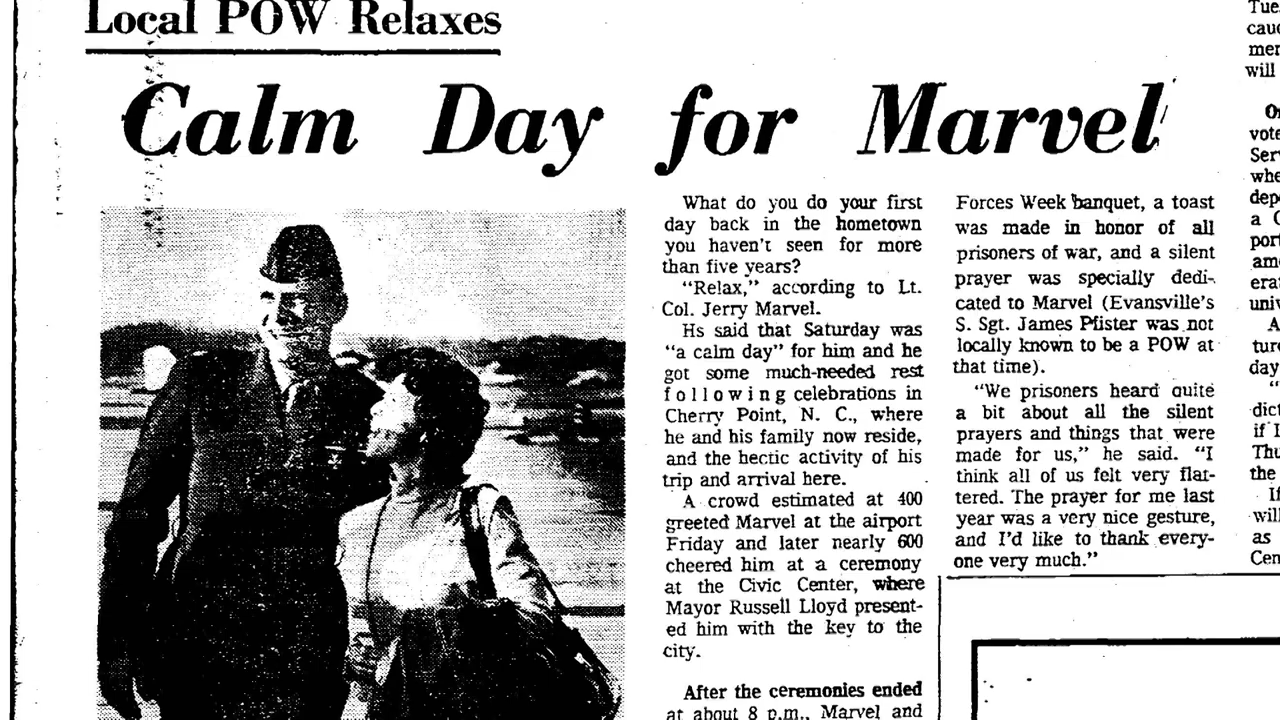 Local POW Relaxes
Calm Day for Marvel
What do you do your first
day back in the hometown
you haven't seen for more
than five years?
"Relax," according to Lt.
Col. Jerry Marvel.
Hs said that Saturday was
"a calm day" for him and he
got some much-needed rest
following celebrations in
Cherry Point, N. C., where
he and his family now reside,
and the hectic activity of his
trip and arrival here.
A crowd estimated at 400
greeted Marvel at the airport
Friday and later nearly 600
cheered him at a ceremony
at the Civic Center, where
Mayor Russell Lloyd present-
ed him with the key to the
city.
After the ceremonies ended
at about 8 p.m., Marvel and
Forces Week banquet, a toast
was made in honor of all
prisoners of war, and a silent
prayer was specially dedi-
cated to Marvel (Evansville's
S. Sgt. James Pfister was not
locally known to be a POW at
that time).
"We prisoners heard quite
a bit about all the silent
prayers and things that were
made for us," he said. "I
think all of us felt very flat-
tered. The prayer for me last
year was a very nice gesture,
and I'd like to thank every-
one very much."
will
a C
day
"
if I
the
If
will
as
Cen